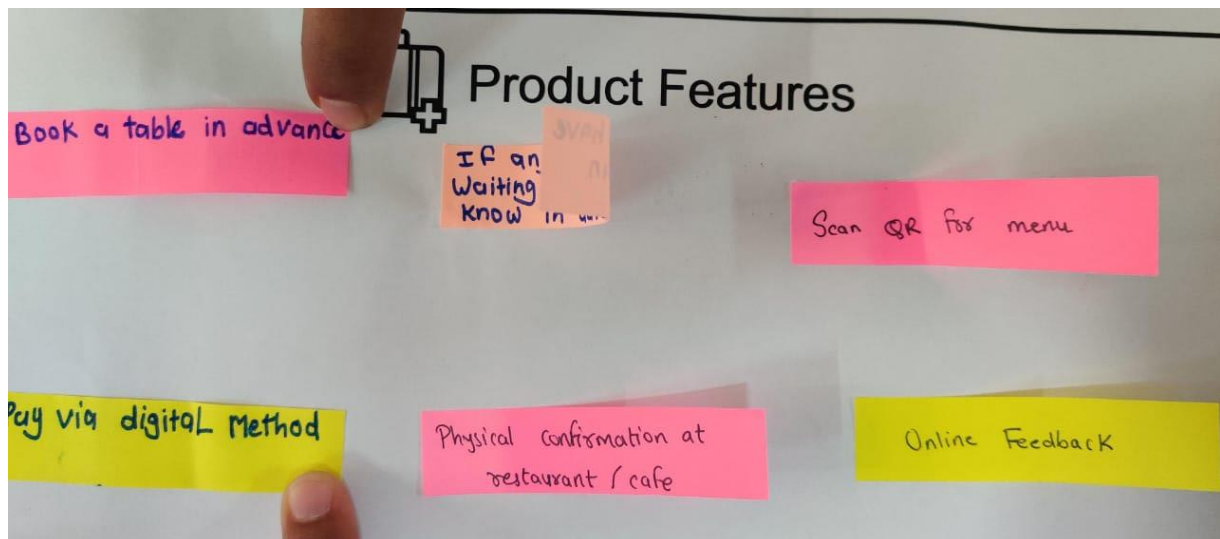 Product Features
Book a table in advance
If an
Waiting
Know in
Scan QR for menu
Pay via digital Method
Physical confirmation at
restaurant / cafe
Online Feedback